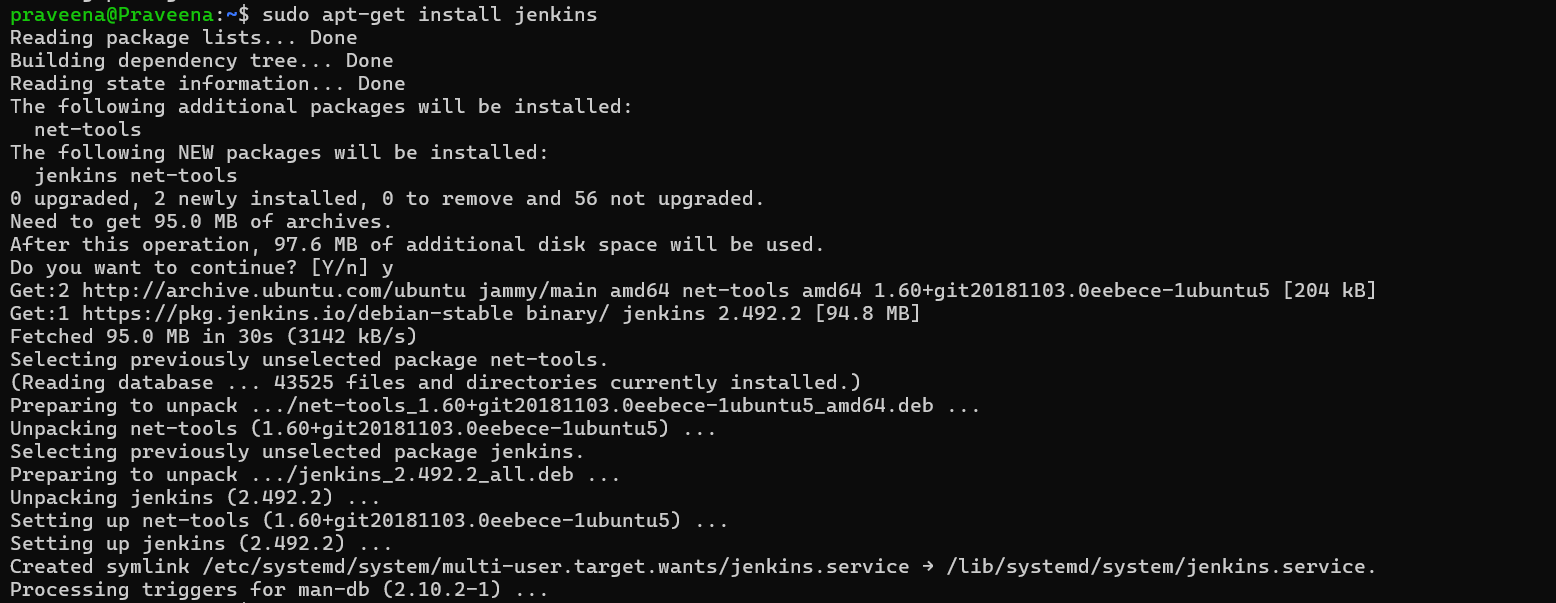 praveena@Praveena:~$ sudo apt-get install jenkins
Reading package lists... Done
Building dependency tree... Done
Reading state information... Done
The following additional packages will be installed:
  net-tools
The following NEW packages will be installed:
  jenkins net-tools
0 upgraded, 2 newly installed, 0 to remove and 56 not upgraded.
Need to get 95.0 MB of archives.
After this operation, 97.6 MB of additional disk space will be used.
Do you want to continue? [Y/n] y
Get:2 http://archive.ubuntu.com/ubuntu jammy/main amd64 net-tools amd64 1.60+git20181103.0eebece-1ubuntu5 [204 kB]
Get:1 https://pkg.jenkins.io/debian-stable binary/ jenkins 2.492.2 [94.8 MB]
Fetched 95.0 MB in 30s (3142 kB/s)
Selecting previously unselected package net-tools.
(Reading database ... 43525 files and directories currently installed.)
Preparing to unpack .../net-tools_1.60+git20181103.0eebece-1ubuntu5_amd64.deb ...
Unpacking net-tools (1.60+git20181103.0eebece-1ubuntu5) ...
Selecting previously unselected package jenkins.
Preparing to unpack .../jenkins_2.492.2_all.deb ...
Unpacking jenkins (2.492.2) ...
Setting up net-tools (1.60+git20181103.0eebece-1ubuntu5) ...
Setting up jenkins (2.492.2) ...
Created symlink /etc/systemd/system/multi-user.target.wants/jenkins.service → /lib/systemd/system/jenkins.service.
Processing triggers for man-db (2.10.2-1) ...